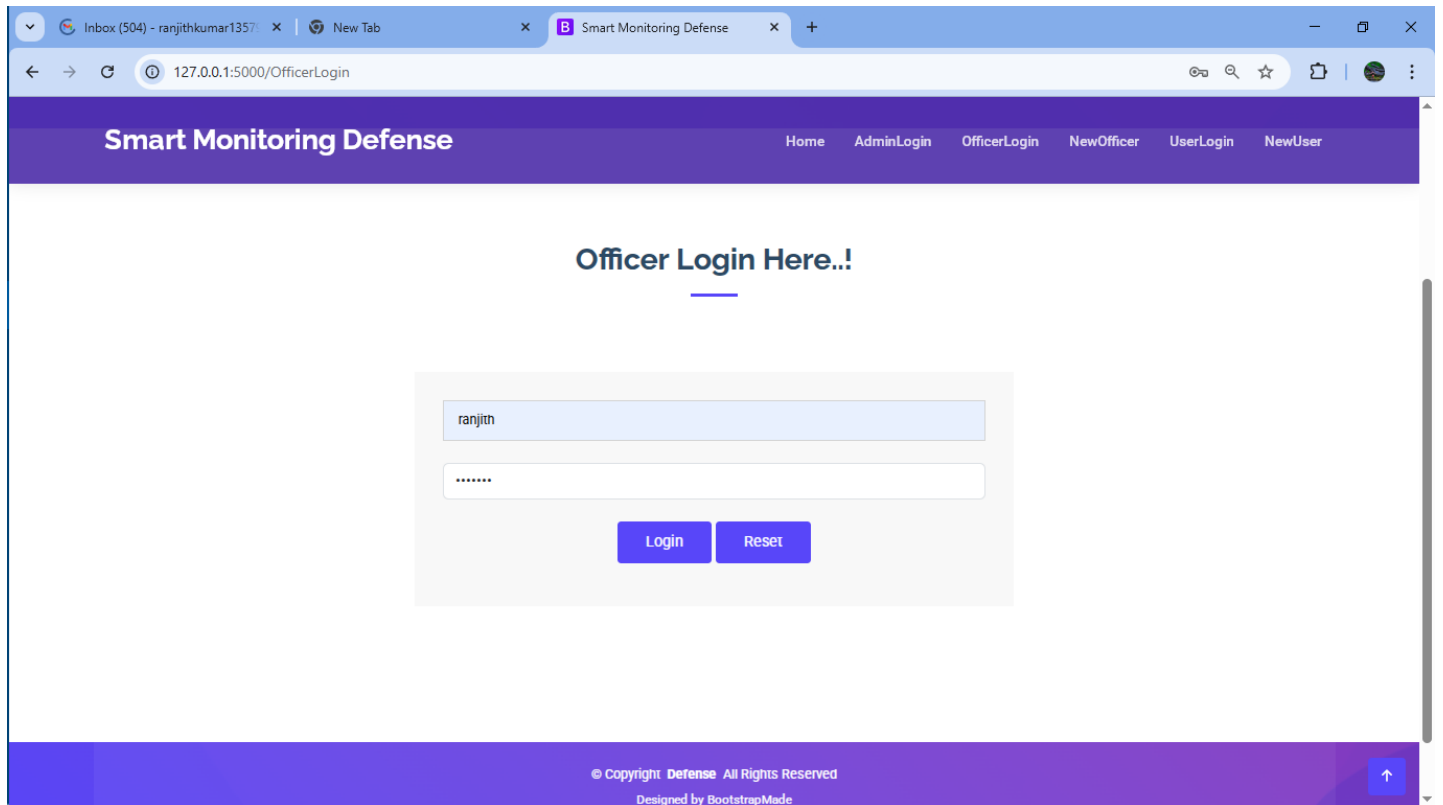 Inbox (504) - ranjithkumar1357
New Tab
Smart Monitoring Defense
127.0.0.1:5000/OfficerLogin
Smart Monitoring Defense
Home AdminLogin OfficerLogin NewOfficer UserLogin NewUser
Officer Login Here..!
ranjith
•••••••
Login Reset
© Copyright Defense All Rights Reserved
Designed by BootstrapMade